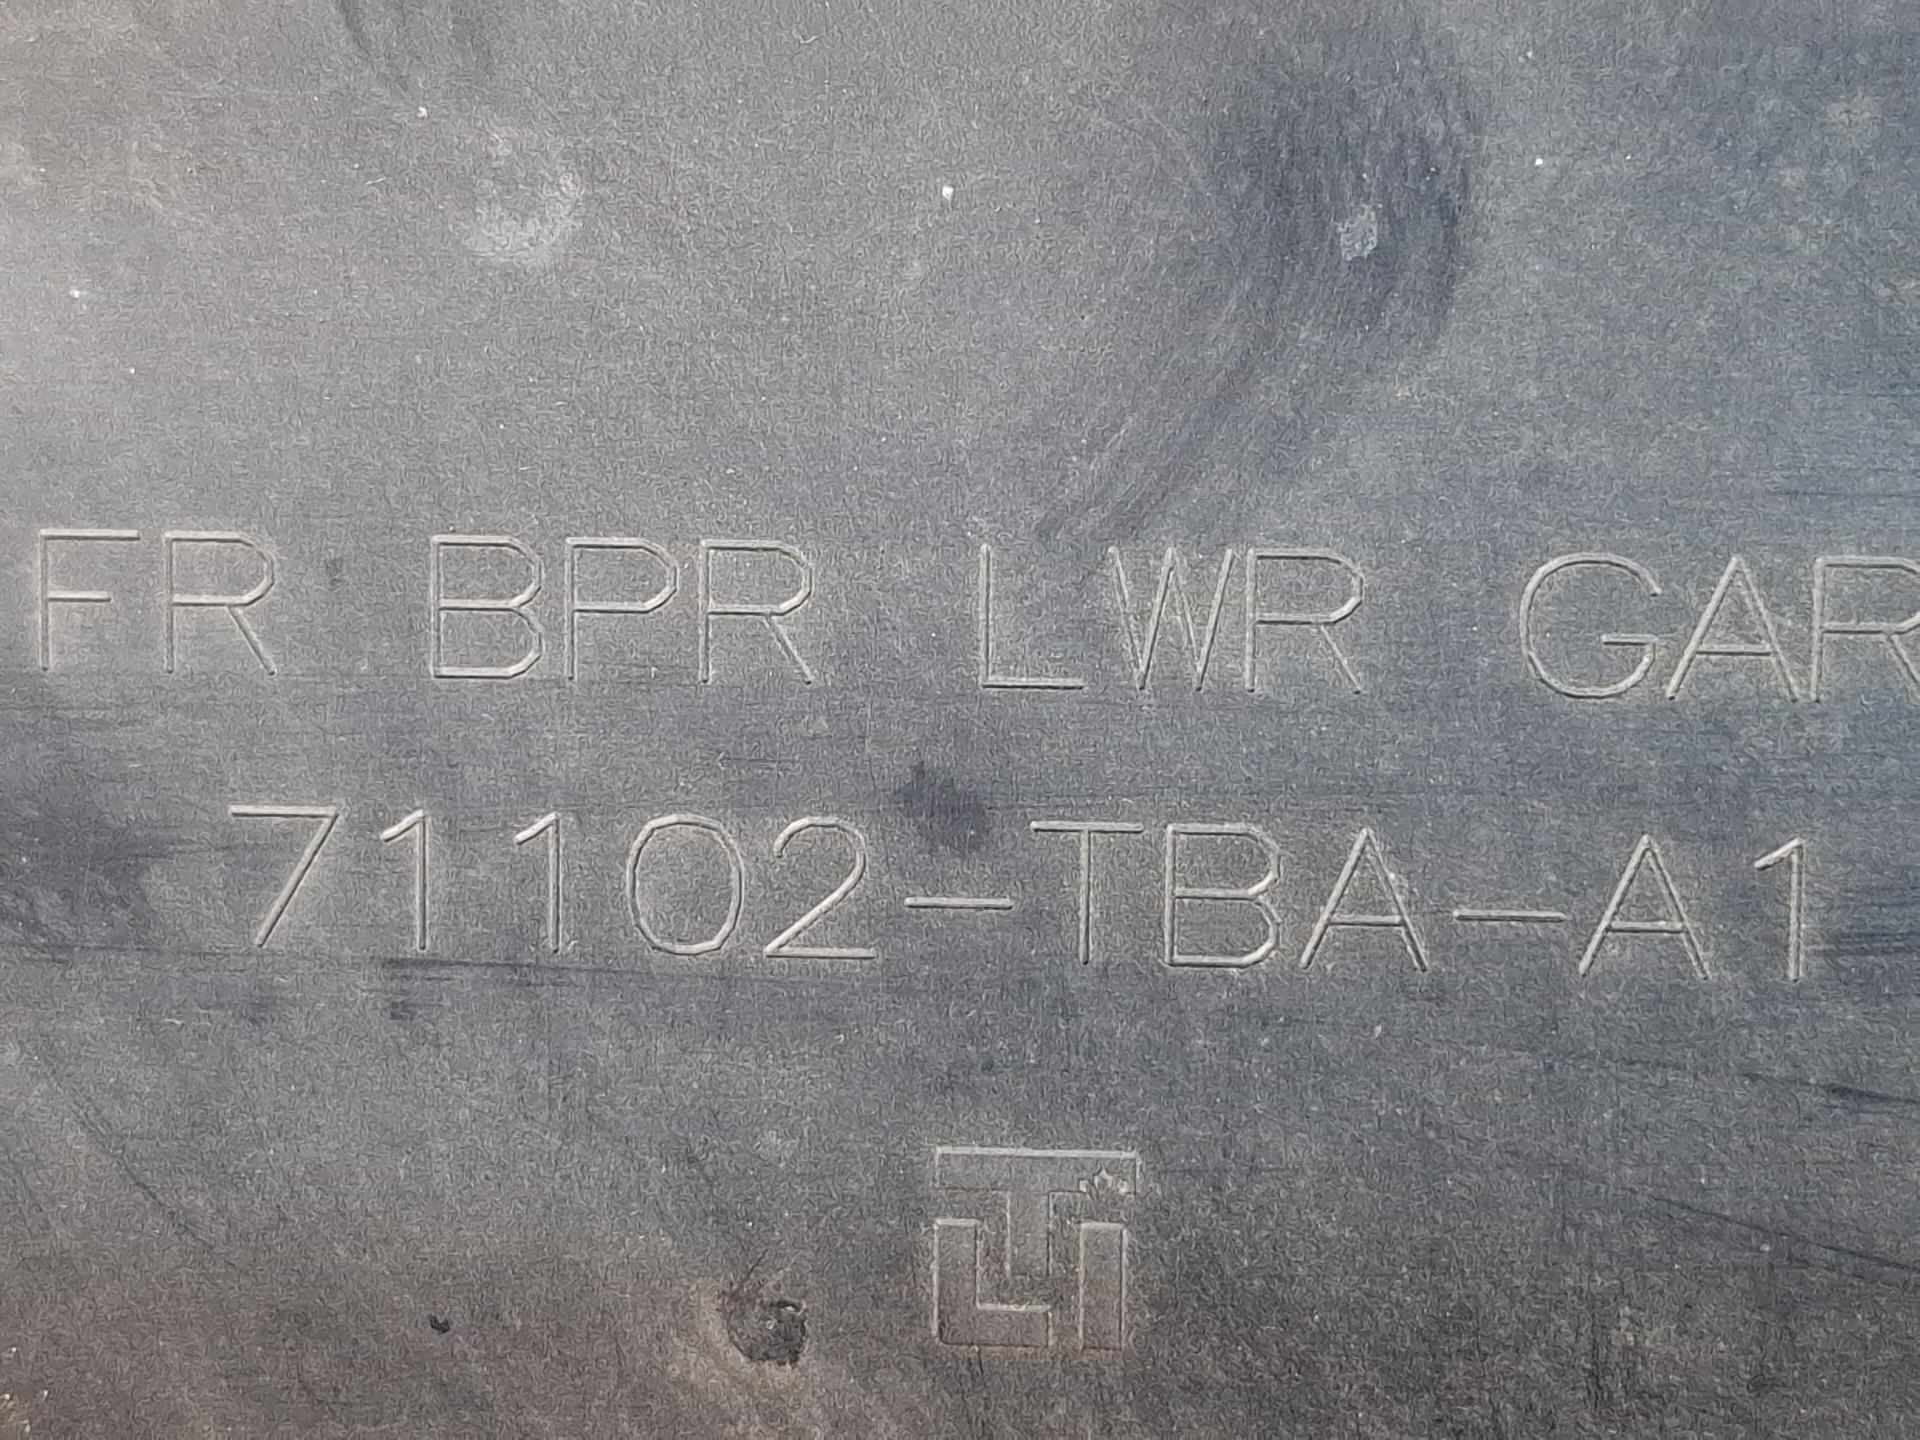 FR BPR LWR GAR
71102-TBA-A1